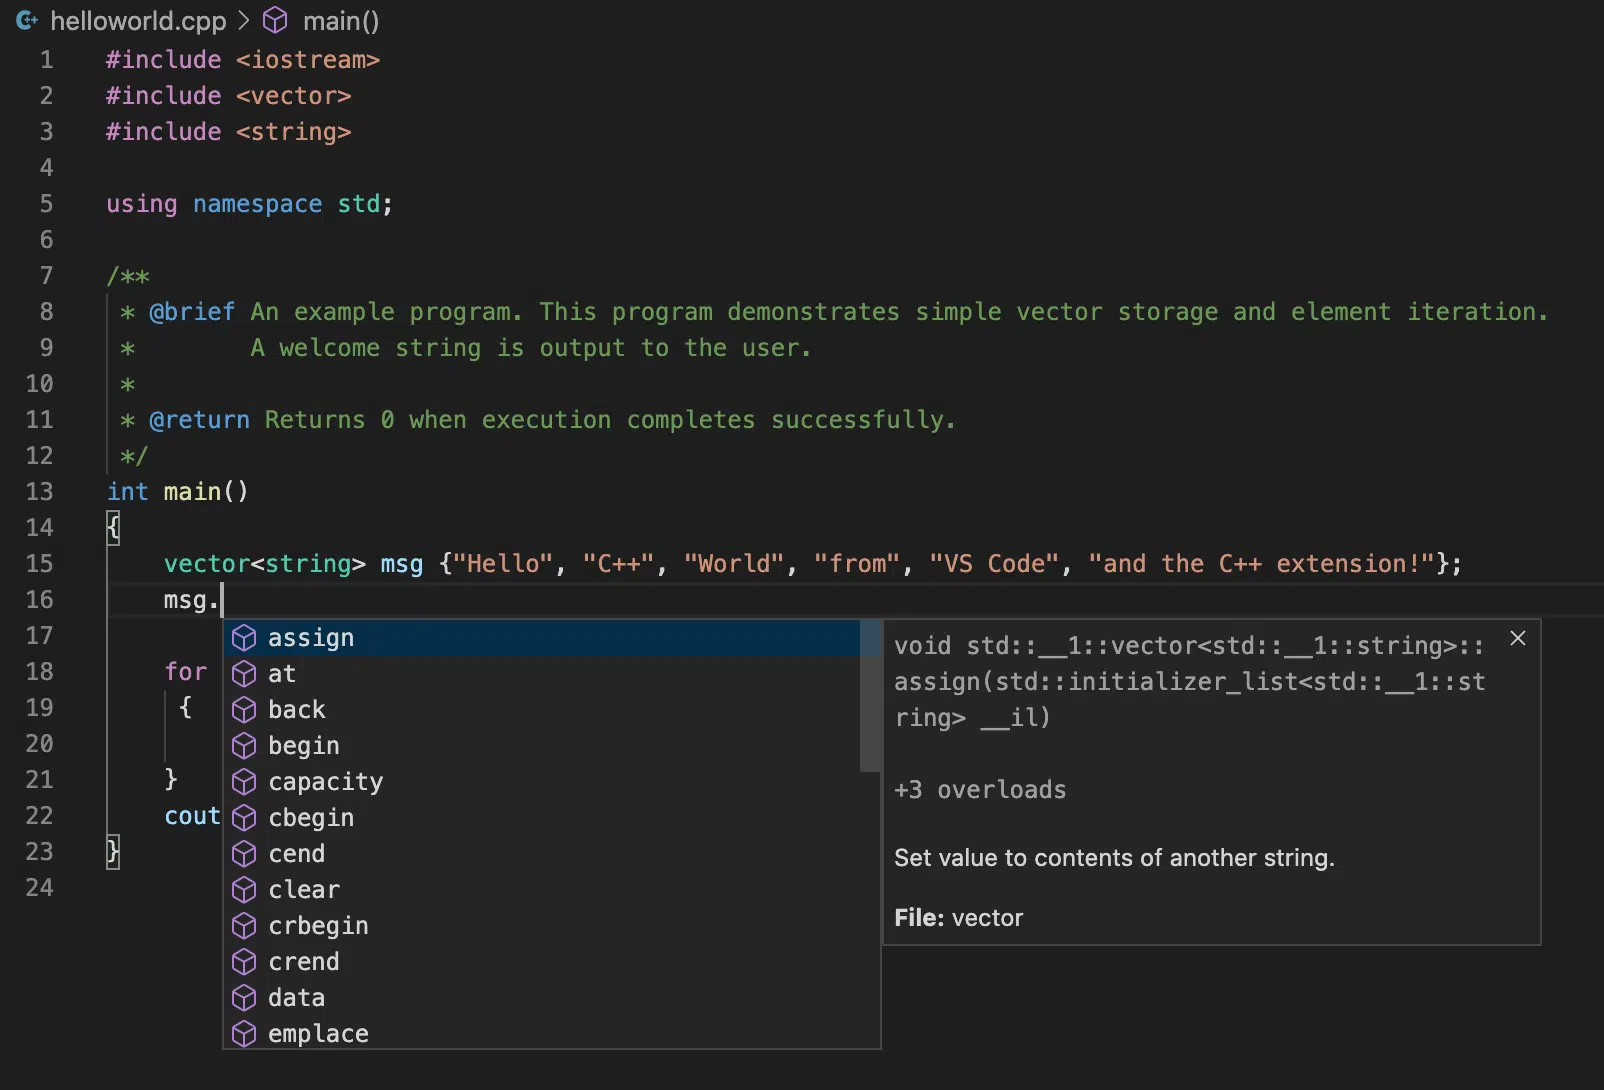 helloworld.cpp > main()
1 #include <iostream>
2 #include <vector>
3 #include <string>
4
5 using namespace std;
6
7 /**
8 * @brief An example program. This program demonstrates simple vector storage and element iteration.
9 * A welcome string is output to the user.
10 *
11 * @return Returns 0 when execution completes successfully.
12 */
13 int main()
14 {
15 vector<string> msg {"Hello", "C++", "World", "from", "VS Code", "and the C++ extension!"};
16 msg.
17
18 for
19 {
20
21 }
22 cout
23 }
24
assign
at
back
begin
capacity
cbegin
cend
clear
crbegin
crend
data
emplace
void std::__1::vector<std::__1::string>::
assign(std::initializer_list<std::__1::st
ring> __il)
+3 overloads
Set value to contents of another string.
File: vector